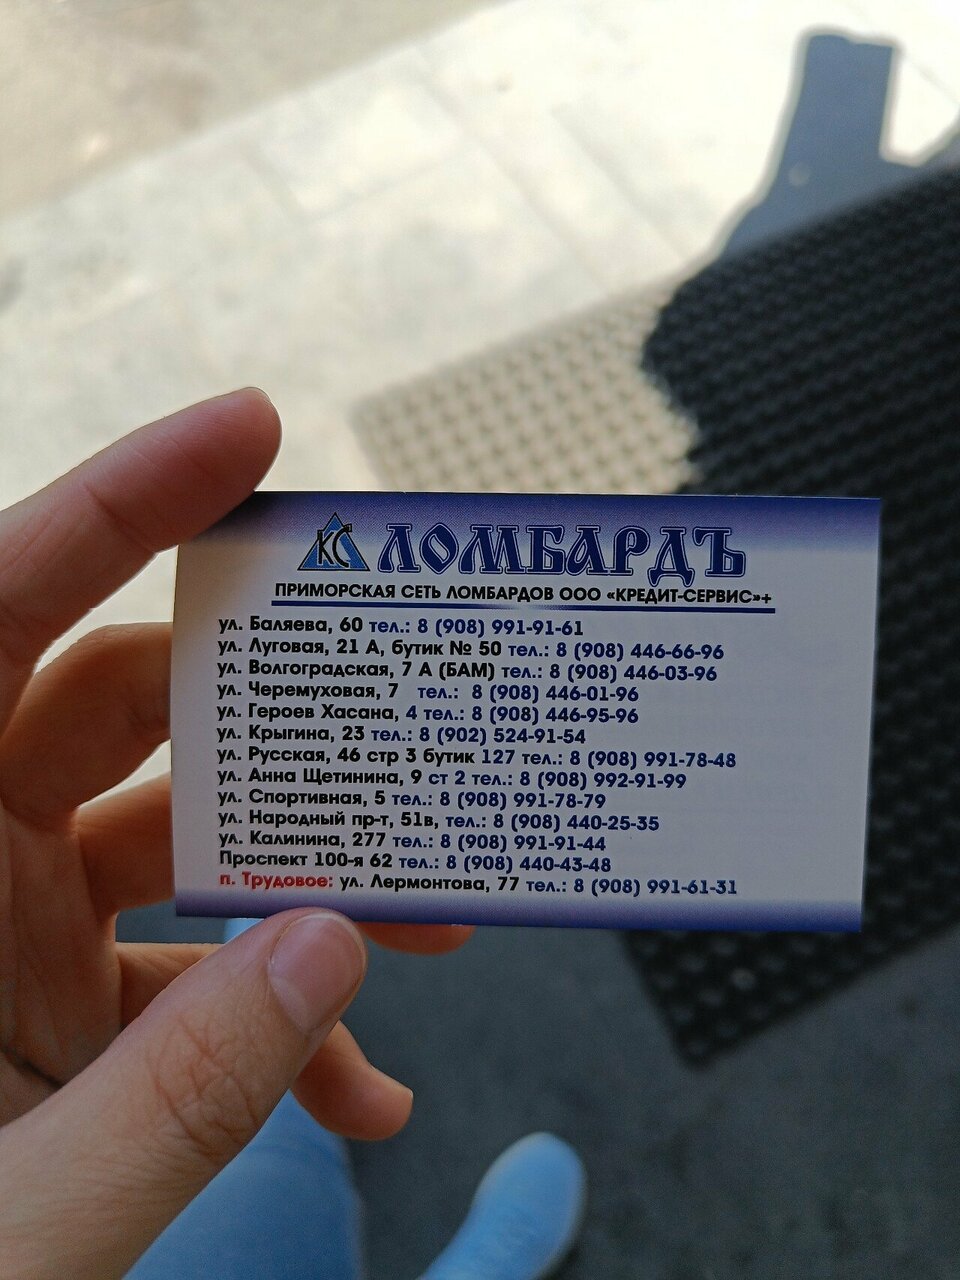 КС ЛОМБАРДЪ
ПРИМОРСКАЯ СЕТЬ ЛОМБАРДОВ ООО «КРЕДИТ-СЕРВИС»+
ул. Баляева, 60 тел.: 8 (908) 991-91-61
ул. Луговая, 21 А, бутик № 50 тел.: 8 (908) 446-66-96
ул. Волгоградская, 7 А (БАМ) тел.: 8 (908) 446-03-96
ул. Черемуховая, 7 тел.: 8 (908) 446-01-96
ул. Героев Хасана, 4 тел.: 8 (908) 446-95-96
ул. Крыгина, 23 тел.: 8 (902) 524-91-54
ул. Русская, 46 стр 3 бутик 127 тел.: 8 (908) 991-78-48
ул. Анна Щетинина, 9 ст 2 тел.: 8 (908) 992-91-99
ул. Спортивная, 5 тел.: 8 (908) 991-78-79
ул. Народный пр-т, 51в, тел.: 8 (908) 440-25-35
ул. Калинина, 277 тел.: 8 (908) 991-91-44
Проспект 100-я 62 тел.: 8 (908) 440-43-48
п. Трудовое: ул. Лермонтова, 77 тел.: 8 (908) 991-61-31